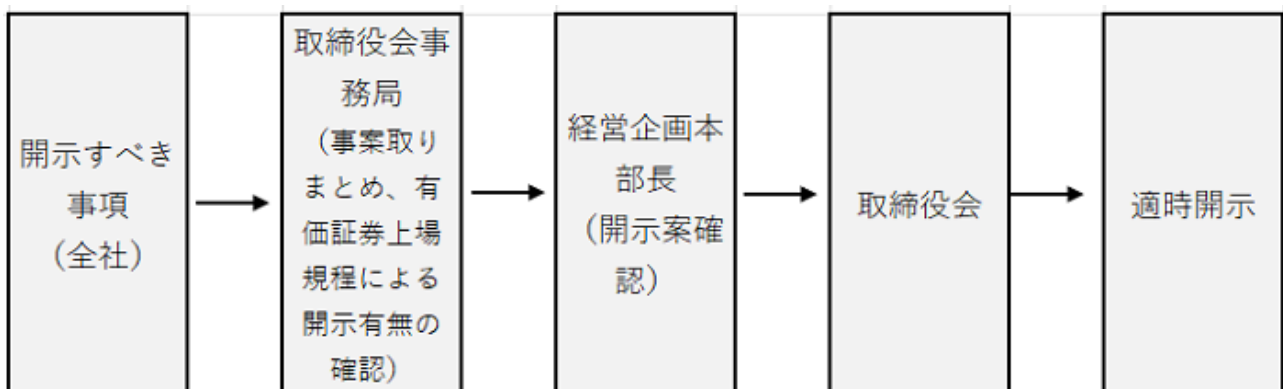 開示すべき
事項
（全社）
取締役会事
務局
（事案取り
まとめ、有
価証券上場
規程による
開示有無の
確認）
経営企画本
部長
（開示案確
認）
取締役会
適時開示